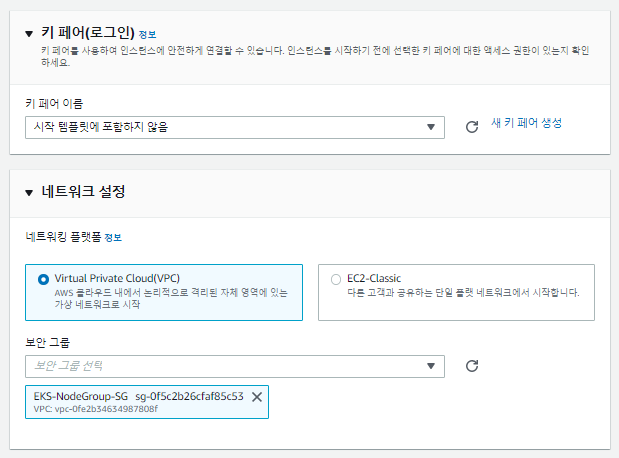 키 페어(로그인) 정보
키 페어를 사용하여 인스턴스에 안전하게 연결할 수 있습니다. 인스턴스를 시작하기 전에 선택한 키 페어에 대한 액세스 권한이 있는지 확인
하세요.
키 페어 이름
시작 템플릿에 포함하지 않음
새 키 페어 생성
네트워크 설정
네트워킹 플랫폼 정보
Virtual Private Cloud(VPC)
AWS 클라우드 내에서 논리적으로 격리된 자체 영역에 있는
가상 네트워크로 시작
EC2-Classic
다른 고객과 공유하는 단일 플랫 네트워크에서 시작합니다.
보안 그룹
보안 그룹 선택
EKS-NodeGroup-SG sg-0f5c2b26cfaf85c53
VPC: vpc-0fe2b34634987808f